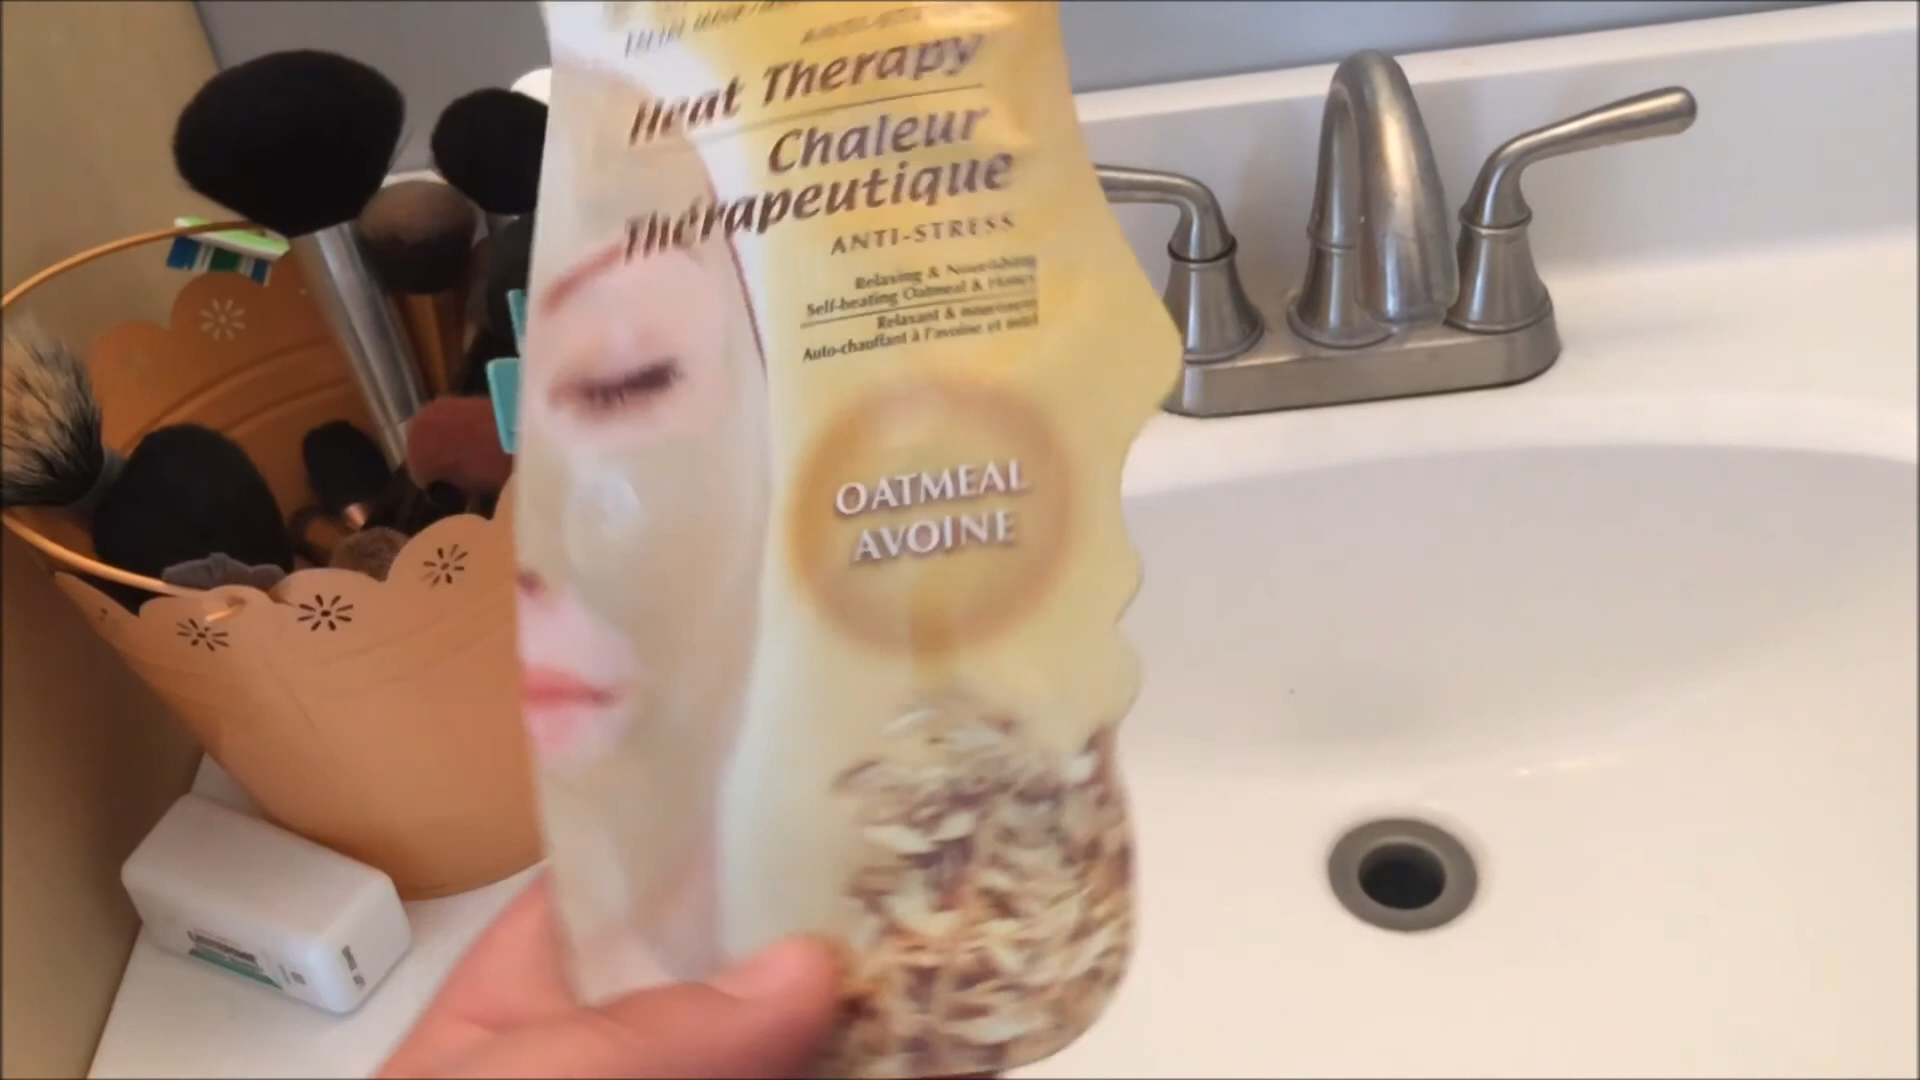 Heat Therapy
Chaleur
Thérapeutique
ANTI-STRESS
Relaxing & Nourishing
Self-heating Oatmeal & Honey
Relaxant & nourrissant
Auto-chauffant à l'avoine et miel
OATMEAL
AVOINE